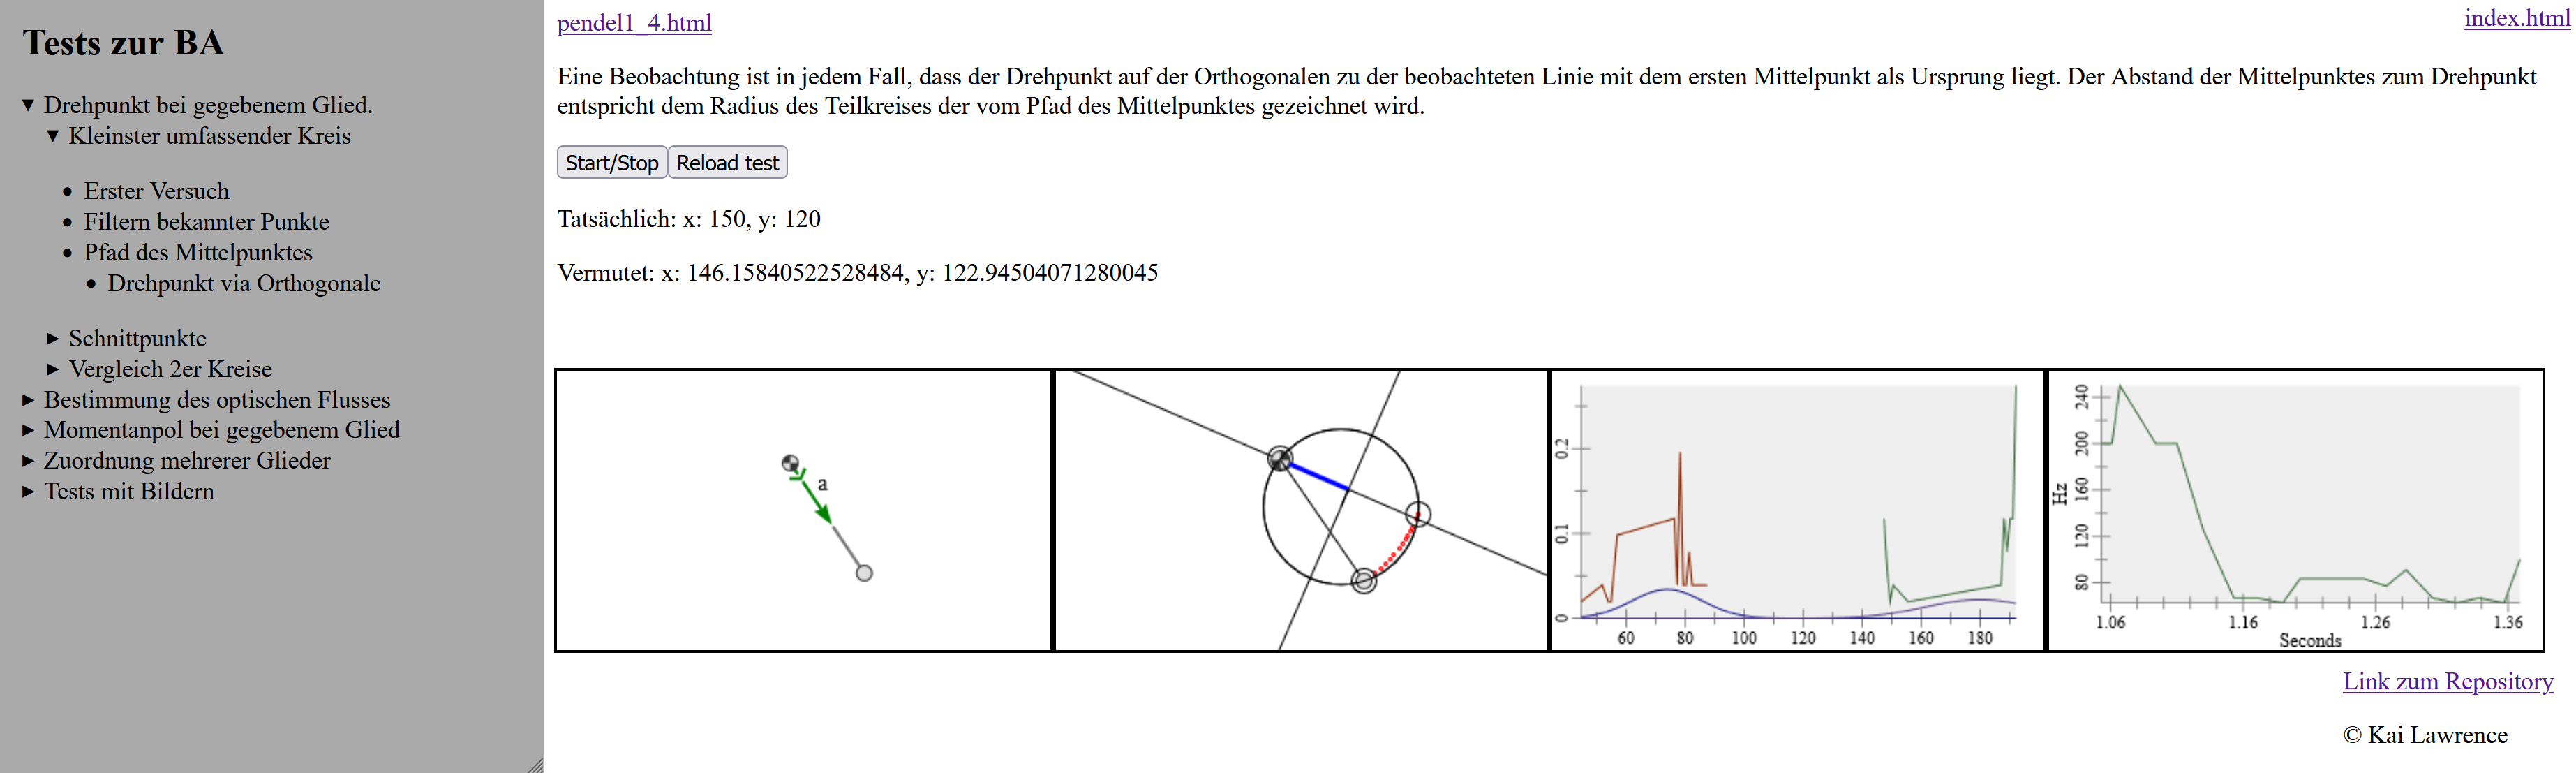 Tests zur BA
▼ Drehpunkt bei gegebenem Glied.
▼ Kleinster umfassender Kreis
• Erster Versuch
• Filtern bekannter Punkte
• Pfad des Mittelpunktes
• Drehpunkt via Orthogonale
► Schnittpunkte
► Vergleich 2er Kreise
► Bestimmung des optischen Flusses
► Momentanpol bei gegebenem Glied
► Zuordnung mehrerer Glieder
► Tests mit Bildern
pendel1_4.html
index.html
Eine Beobachtung ist in jedem Fall, dass der Drehpunkt auf der Orthogonalen zu der beobachteten Linie mit dem ersten Mittelpunkt als Ursprung liegt. Der Abstand der Mittelpunktes zum Drehpunkt
entspricht dem Radius des Teilkreises der vom Pfad des Mittelpunktes gezeichnet wird.
Start/Stop Reload test
Tatsächlich: x: 150, y: 120
Vermutet: x: 146.15840522528484, y: 122.94504071280045
a
0.2
0.1
0
60 80 100 120 140 160 180
240
200
160
120
80
Hz
1.06 1.16 1.26 1.36
Seconds
Link zum Repository
© Kai Lawrence